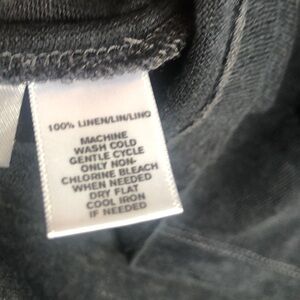 100% LINEN/LIN/LINO
MACHINE
WASH COLD
GENTLE CYCLE
ONLY NON-
CHLORINE BLEACH
WHEN NEEDED
DRY FLAT
COOL IRON
IF NEEDED